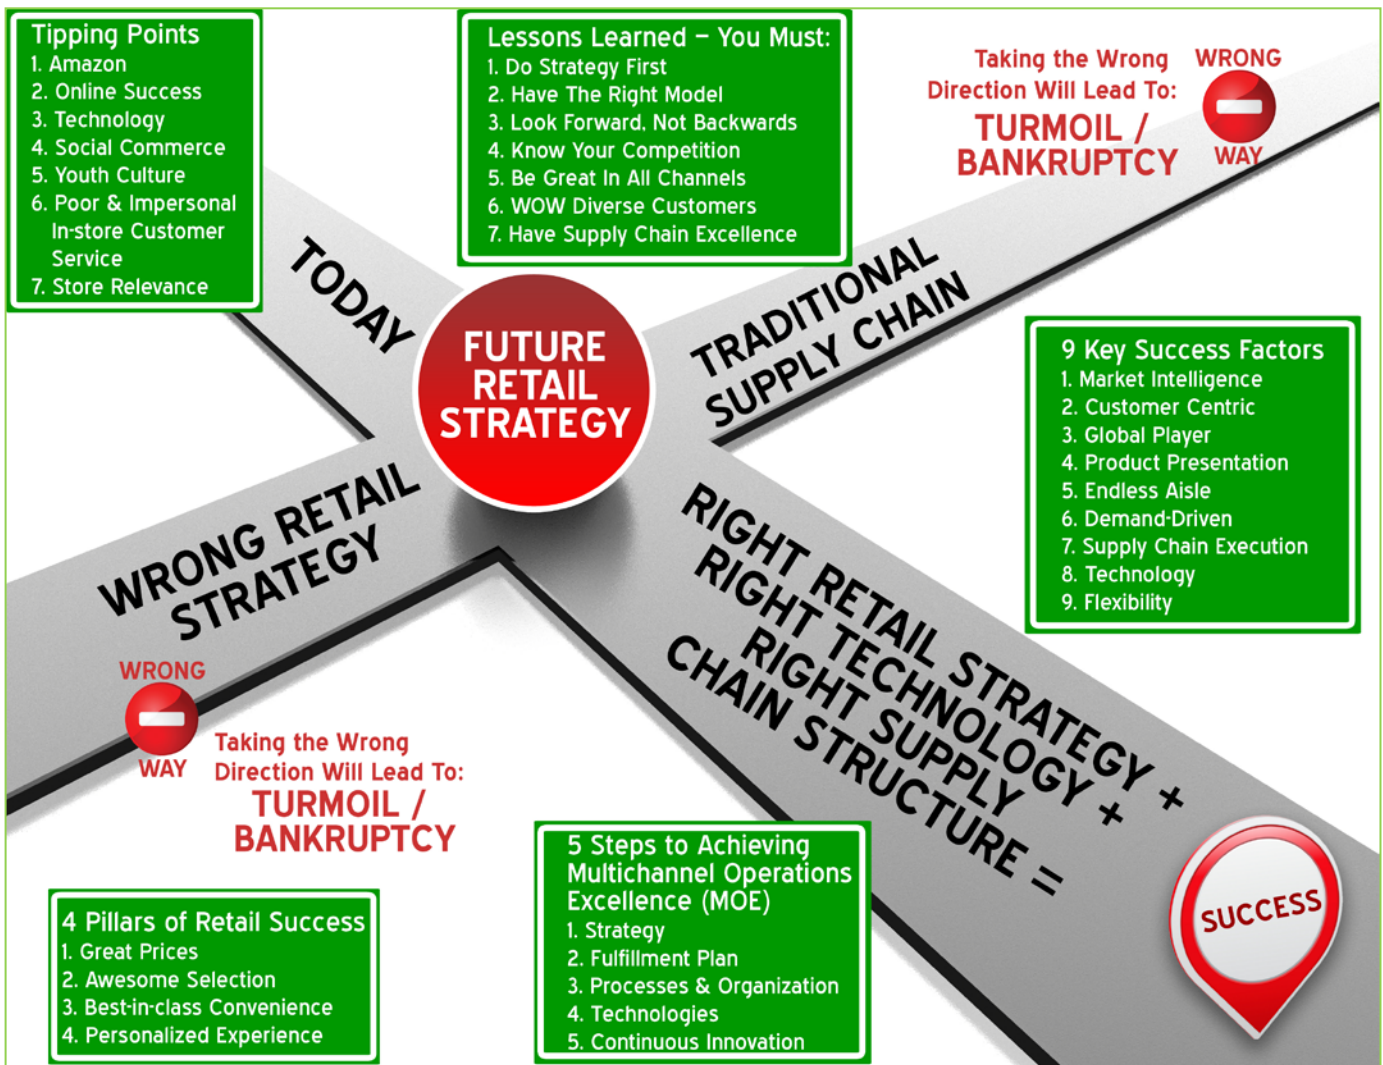 Tipping Points
1. Amazon
2. Online Success
3. Technology
4. Social Commerce
5. Youth Culture
6. Poor & Impersonal
In-store Customer
Service
7. Store Relevance
Lessons Learned – You Must:
1. Do Strategy First
2. Have The Right Model
3. Look Forward, Not Backwards
4. Know Your Competition
5. Be Great In All Channels
6. WOW Diverse Customers
7. Have Supply Chain Excellence
Taking the Wrong
Direction Will Lead To:
TURMOIL /
BANKRUPTCY
WRONG
WAY
TODAY
FUTURE
RETAIL
STRATEGY
TRADITIONAL
SUPPLY CHAIN
9 Key Success Factors
1. Market Intelligence
2. Customer Centric
3. Global Player
4. Product Presentation
5. Endless Aisle
6. Demand-Driven
7. Supply Chain Execution
8. Technology
9. Flexibility
WRONG RETAIL
STRATEGY
RIGHT RETAIL STRATEGY +
RIGHT TECHNOLOGY +
RIGHT SUPPLY
CHAIN STRUCTURE =
SUCCESS
WRONG
WAY
Taking the Wrong
Direction Will Lead To:
TURMOIL /
BANKRUPTCY
4 Pillars of Retail Success
1. Great Prices
2. Awesome Selection
3. Best-in-class Convenience
4. Personalized Experience
5 Steps to Achieving
Multichannel Operations
Excellence (MOE)
1. Strategy
2. Fulfillment Plan
3. Processes & Organization
4. Technologies
5. Continuous Innovation